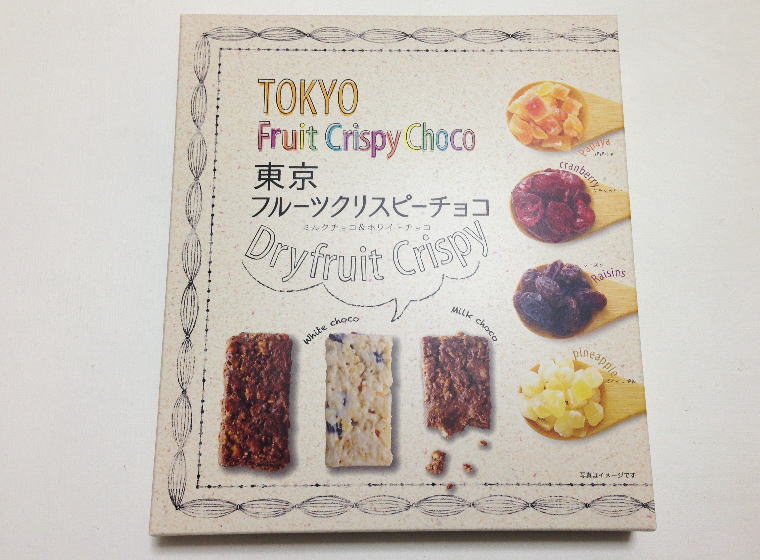 TOKYO
Fruit Crispy Choco
東京
フルーツクリスピーチョコ
ミルクチョコ&ホワイトチョコ
Dryfruit Crispy
White choco
Milk choco
Papaya
cranberry
Raisins
pineapple
写真はイメージです